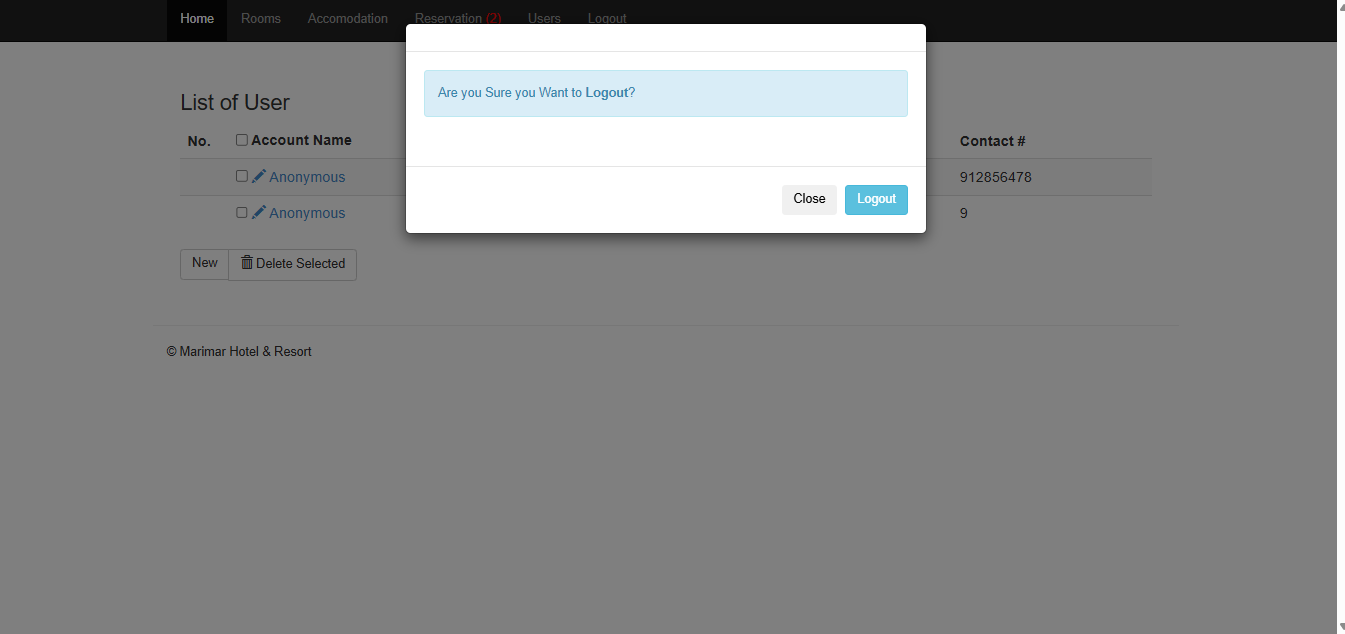 Home Rooms Accomodation Reservation (2) Users Logout
Are you Sure you Want to Logout?
Close Logout
List of User
No. Account Name Contact #
Anonymous 912856478
Anonymous 9
New Delete Selected
© Marimar Hotel & Resort